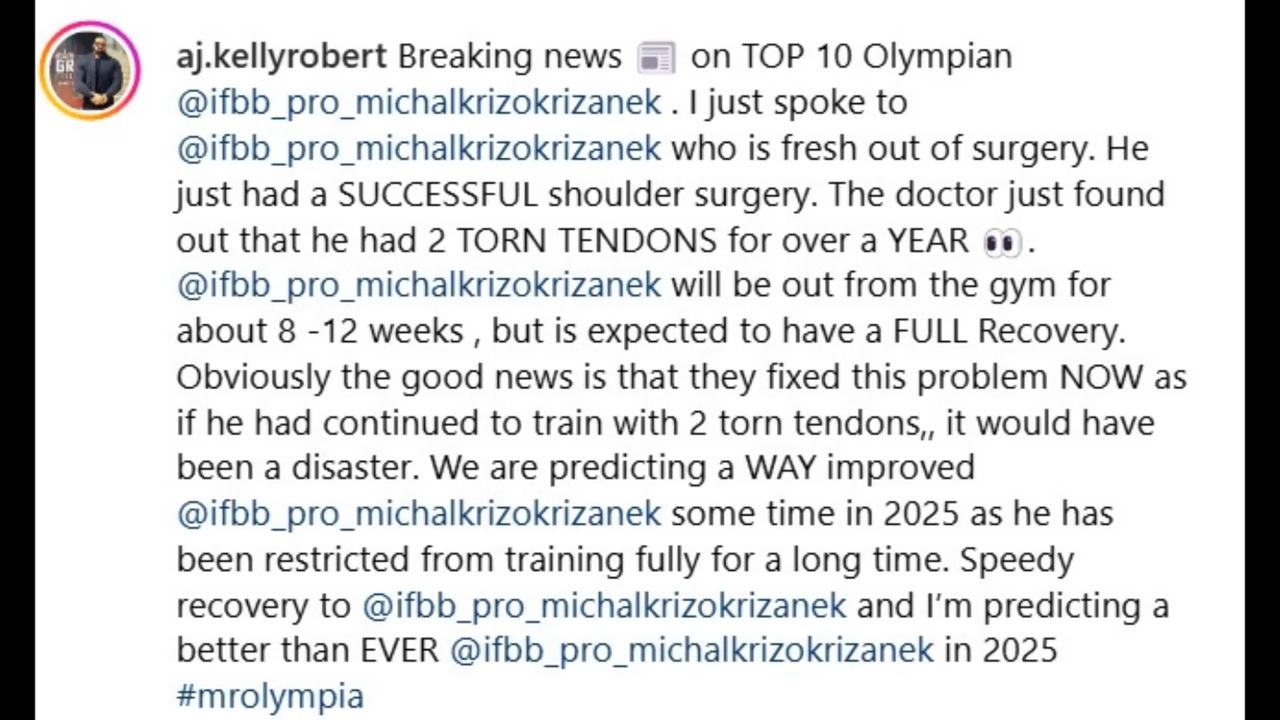 aj.kellyrobert Breaking news 📰 on TOP 10 Olympian
@ifbb_pro_michalkrizokrizanek . I just spoke to
@ifbb_pro_michalkrizokrizanek who is fresh out of surgery. He
just had a SUCCESSFUL shoulder surgery. The doctor just found
out that he had 2 TORN TENDONS for over a YEAR 👀.
@ifbb_pro_michalkrizokrizanek will be out from the gym for
about 8 -12 weeks , but is expected to have a FULL Recovery.
Obviously the good news is that they fixed this problem NOW as
if he had continued to train with 2 torn tendons,, it would have
been a disaster. We are predicting a WAY improved
@ifbb_pro_michalkrizokrizanek some time in 2025 as he has
been restricted from training fully for a long time. Speedy
recovery to @ifbb_pro_michalkrizokrizanek and I’m predicting a
better than EVER @ifbb_pro_michalkrizokrizanek in 2025
#mrolympia